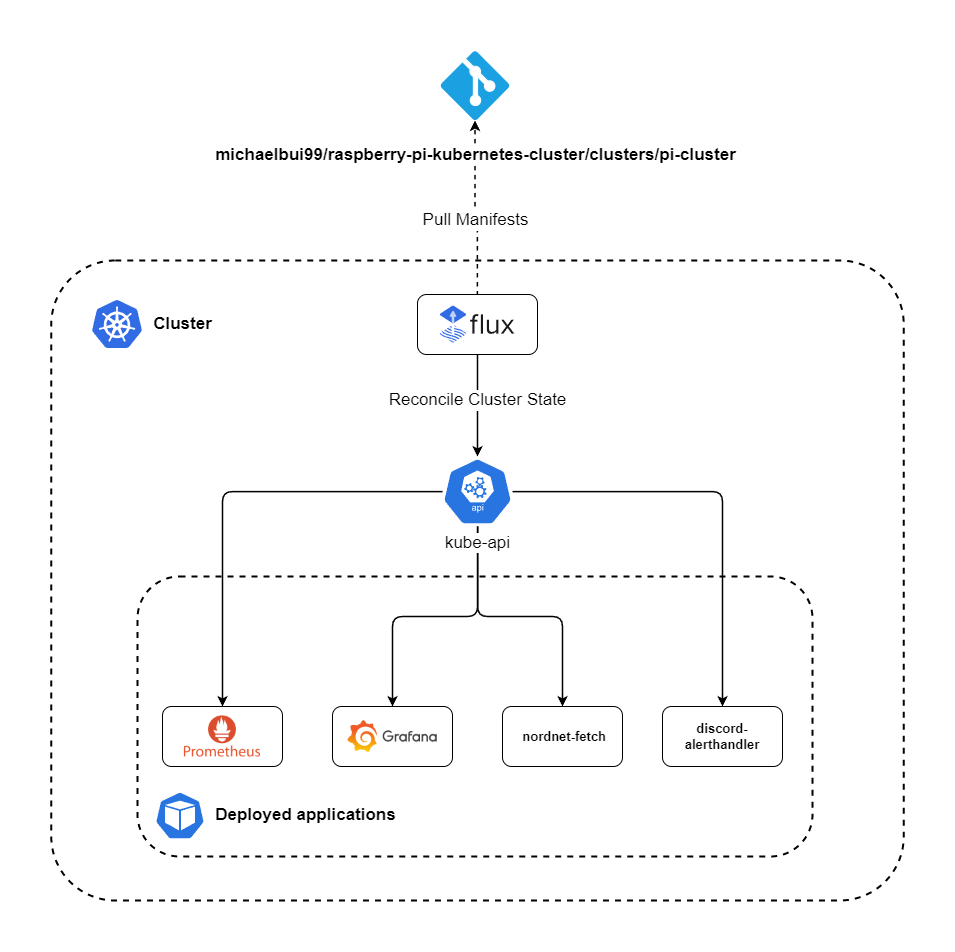 michaelbui99/raspberry-pi-kubernetes-cluster/clusters/pi-cluster
Pull Manifests
Cluster
flux
Reconcile Cluster State
api
kube-api
Prometheus
Grafana
nordnet-fetch
discord-
alerthandler
Deployed applications